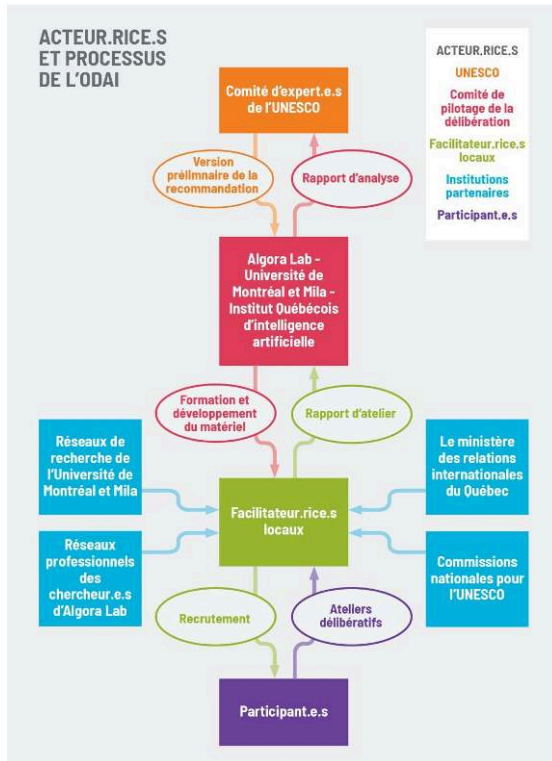 ACTEUR.RICE.S
ET PROCESSUS
DE L'ODAI
ACTEUR.RICE.S
UNESCO
Comité de
pilotage de la
délibération
Facilitateur.rice.s
locaux
Institutions
partenaires
Participant.e.s
Comité d'expert.e.s
de l'UNESCO
Version
prélimnaire de la
recommandation
Rapport d'analyse
Algora Lab -
Université de
Montréal et Mila -
Institut Québécois
d'intelligence
artificielle
Formation et
développement
du matériel
Rapport d'atelier
Réseaux de
recherche de
l'Université de
Montréal et Mila
Le ministère
des relations
internationales
du Québec
Facilitateur.rice.s
locaux
Réseaux
professionnels
des
chercheur.e.s
d'Algora Lab
Commissions
nationales pour
l'UNESCO
Recrutement
Ateliers
délibératifs
Participant.e.s